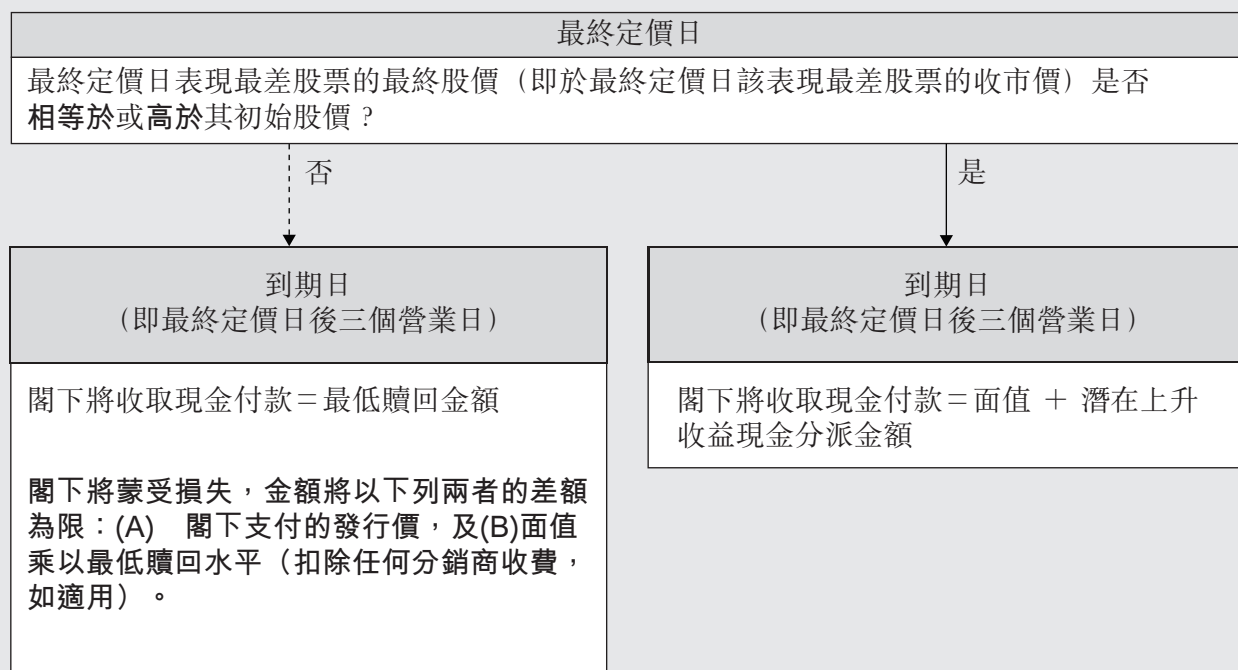 最終定價日
最終定價日表現最差股票的最終股價（即於最終定價日該表現最差股票的收市價）是否
相等於或高於其初始股價？
否
是
到期日
（即最終定價日後三個營業日）
閣下將收取現金付款＝最低贖回金額
閣下將蒙受損失，金額將以下列兩者的差額
為限：(A)　閣下支付的發行價，及(B)面值
乘以最低贖回水平（扣除任何分銷商收費，
如適用）。
到期日
（即最終定價日後三個營業日）
閣下將收取現金付款＝面值 ＋ 潛在上升
收益現金分派金額